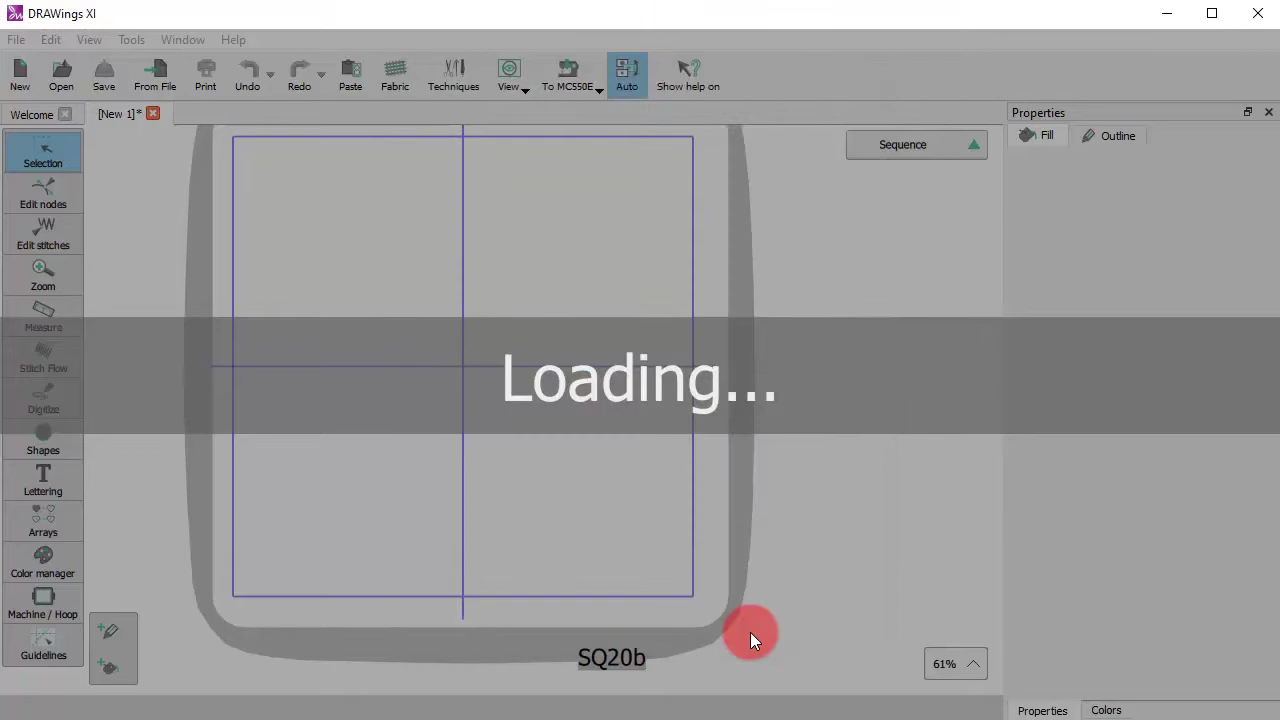 DRAWings XI
File Edit View Tools Window Help
New Open Save From File Print Undo Redo Paste Fabric Techniques View To MC550E Auto Show help on
Welcome [New 1]* Properties
Fill Outline
Sequence
Selection
Edit nodes
Edit stitches
Zoom
Measure
Stitch Flow
Digitize
Shapes
Lettering
Arrays
Color manager
Machine / Hoop
Guidelines
Loading...
SQ20b
61%
Properties Colors